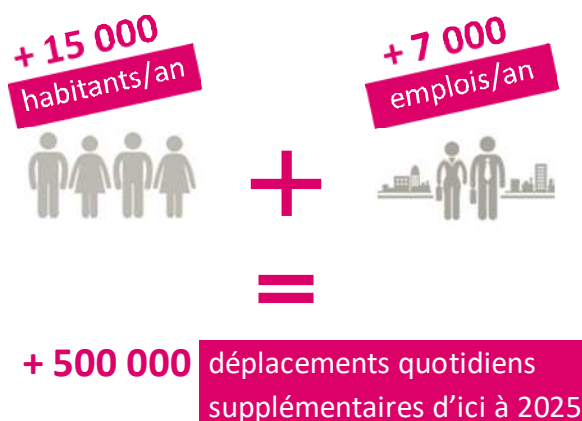 + 15 000
habitants/an
+ 7 000
emplois/an
+
=
+ 500 000 déplacements quotidiens
supplémentaires d’ici à 2025